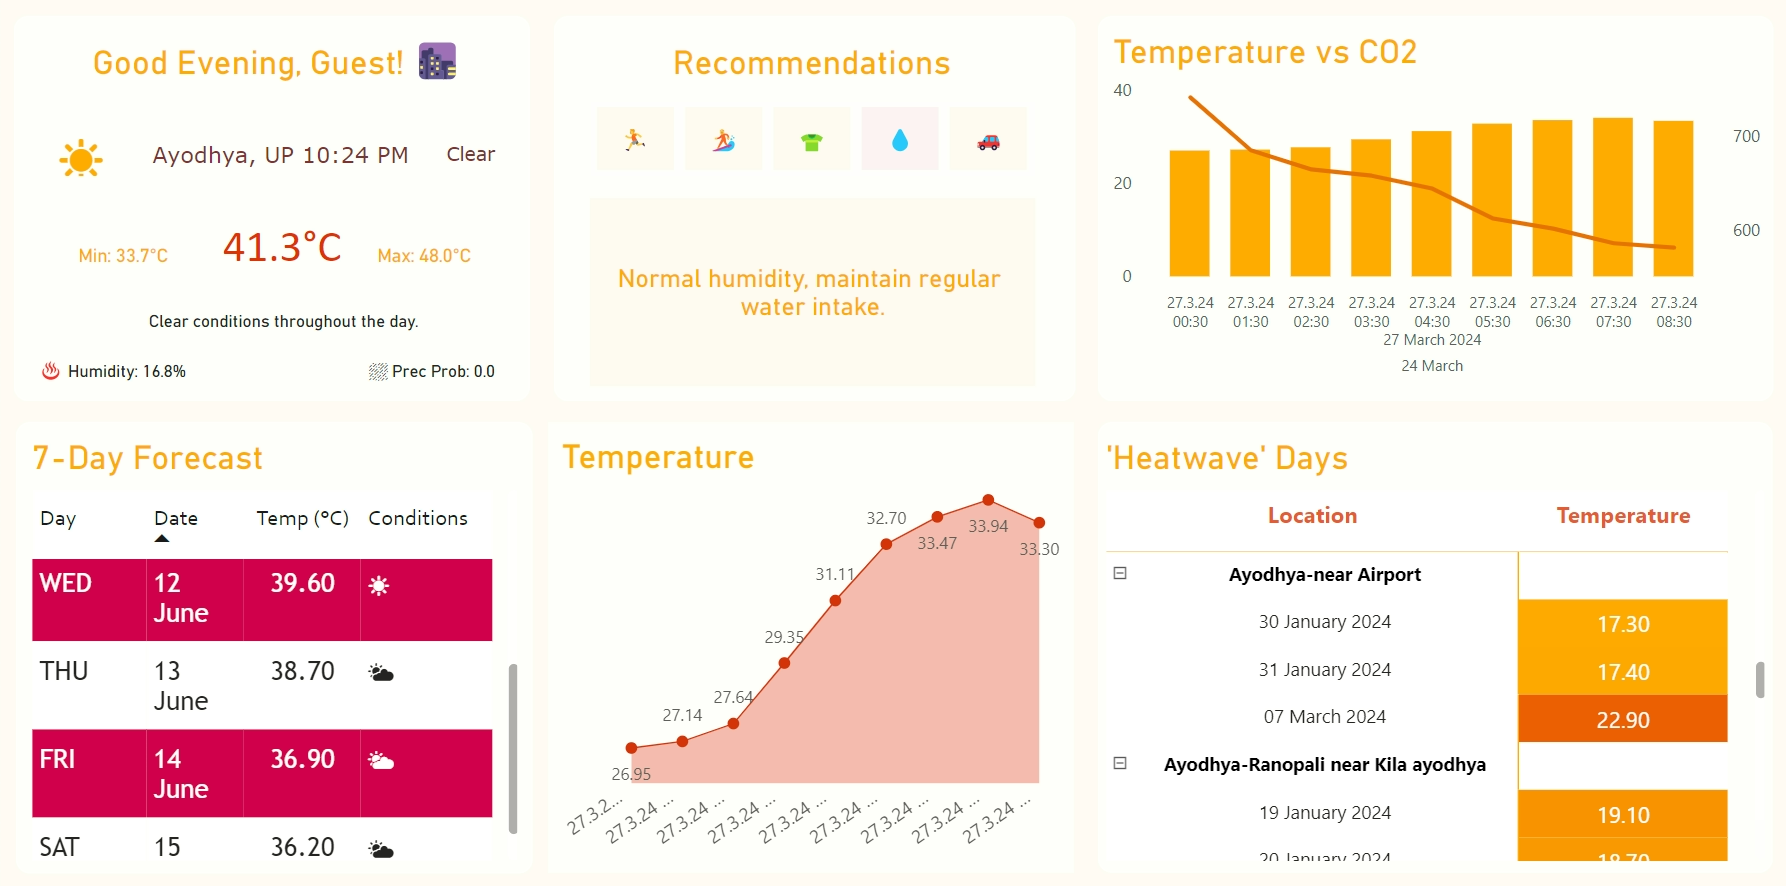 Good Evening, Guest!
Ayodhya, UP 10:24 PM Clear
Min: 33.7°C 41.3°C Max: 48.0°C
Clear conditions throughout the day.
Humidity: 16.8% Prec Prob: 0.0
Recommendations
Normal humidity, maintain regular
water intake.
Temperature vs CO2
40
20
0
700
600
27.3.24 27.3.24 27.3.24 27.3.24 27.3.24 27.3.24 27.3.24 27.3.24 27.3.24
00:30 01:30 02:30 03:30 04:30 05:30 06:30 07:30 08:30
27 March 2024
24 March
7-Day Forecast
Day Date Temp (°C) Conditions
WED 12 June 39.60
THU 13 June 38.70
FRI 14 June 36.90
SAT 15 36.20
Temperature
26.95
27.14
27.64
29.35
31.11
32.70
33.47
33.94
33.30
27.3.2... 27.3.24 ... 27.3.24 ... 27.3.24 ... 27.3.24 ... 27.3.24 ... 27.3.24 ... 27.3.24 ... 27.3.24 ...
'Heatwave' Days
Location Temperature
Ayodhya-near Airport
30 January 2024 17.30
31 January 2024 17.40
07 March 2024 22.90
Ayodhya-Ranopali near Kila ayodhya
19 January 2024 19.10
20 January 2024 18.70